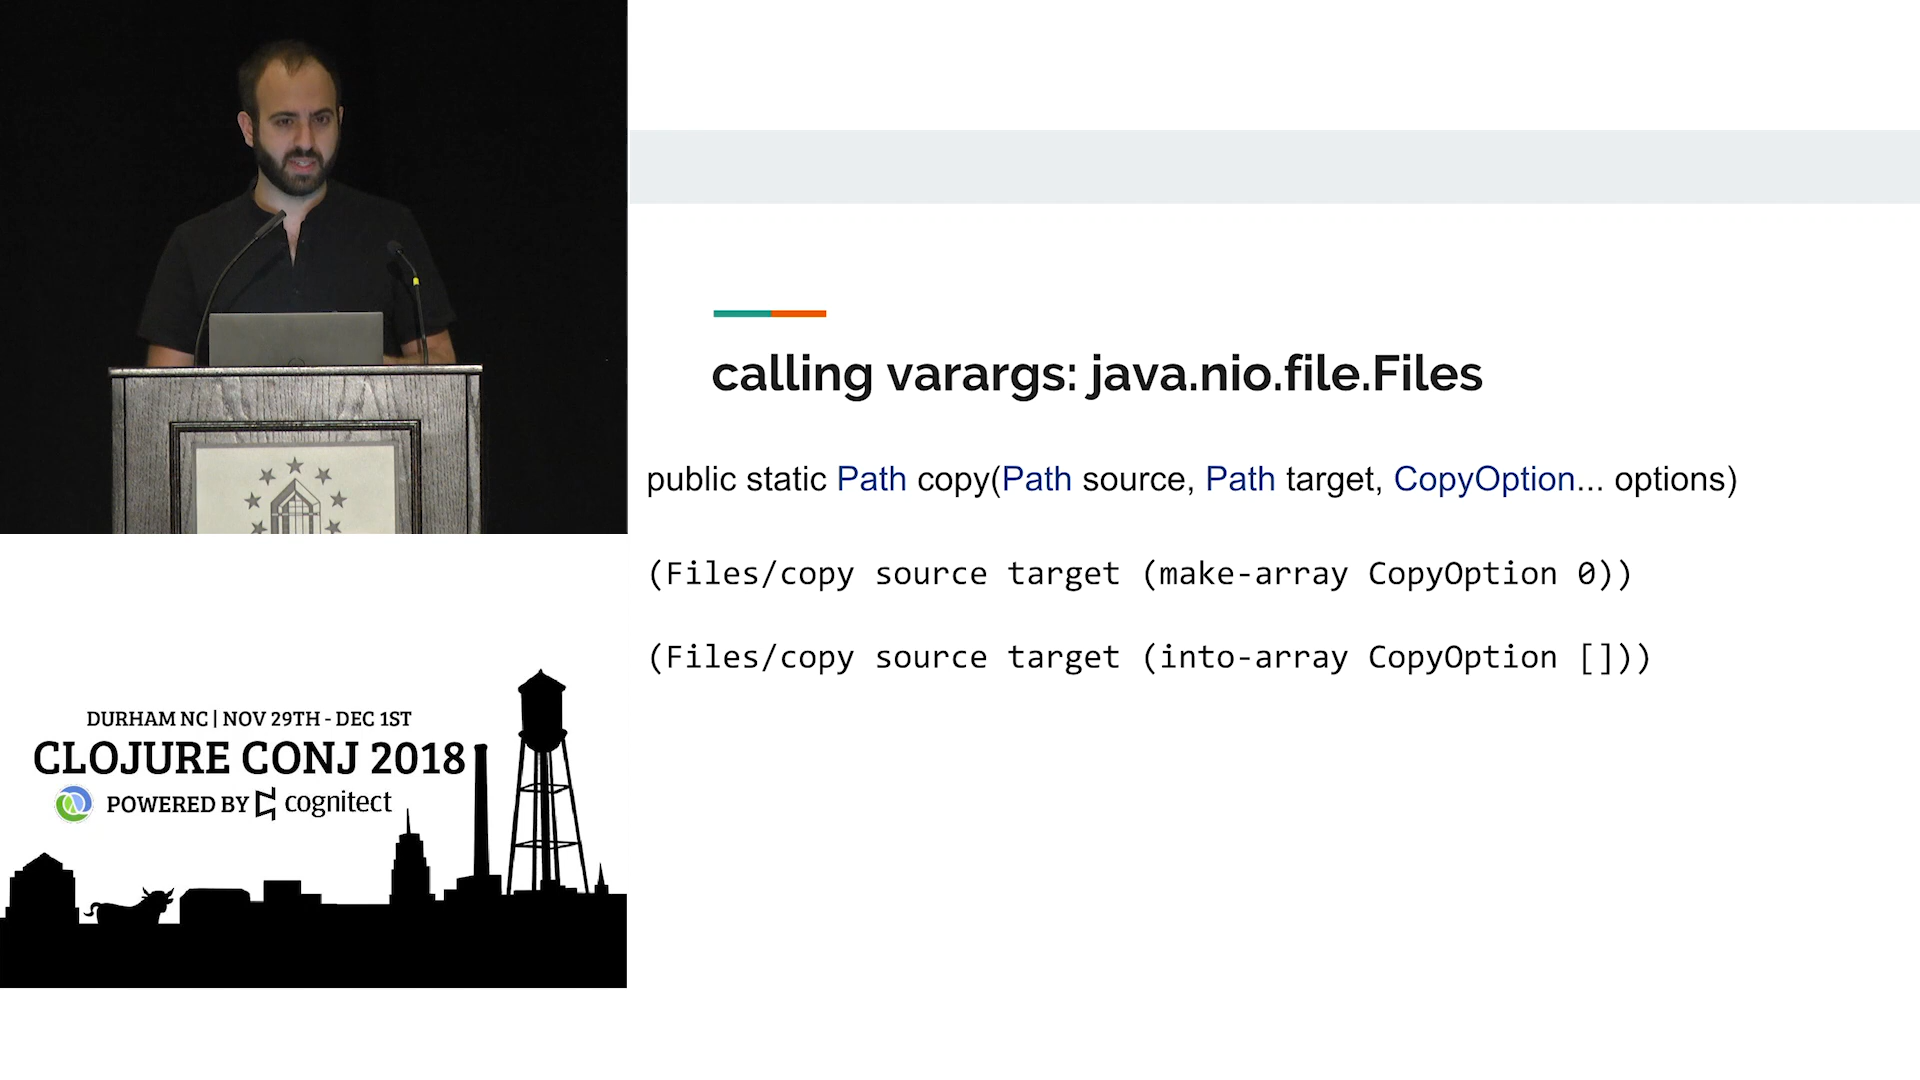 calling varargs: java.nio.file.Files
public static Path copy(Path source, Path target, CopyOption... options)
(Files/copy source target (make-array CopyOption 0))
(Files/copy source target (into-array CopyOption []))
DURHAM NC | NOV 29TH - DEC 1ST
CLOJURE CONJ 2018
POWERED BY cognitect